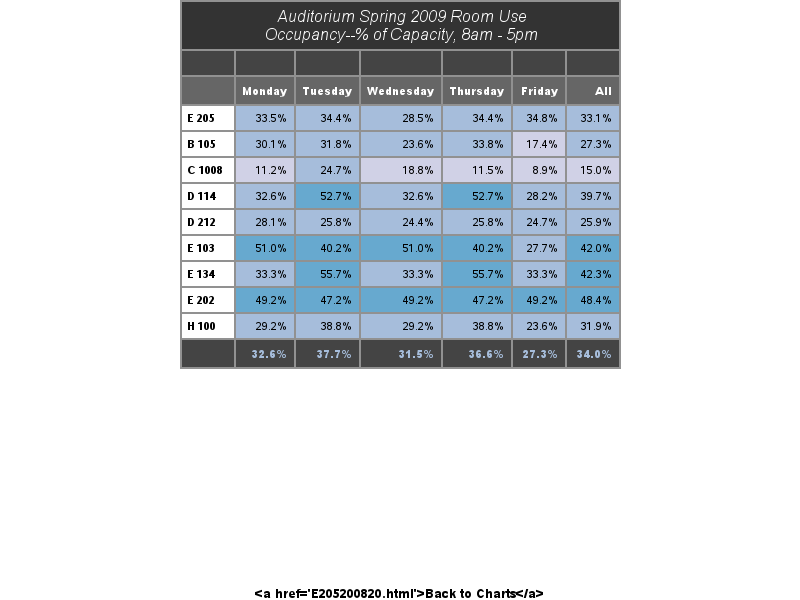 Auditorium Spring 2009 Room Use
Occupancy--% of Capacity, 8am - 5pm
Monday Tuesday Wednesday Thursday Friday All
E 205 33.5% 34.4% 28.5% 34.4% 34.8% 33.1%
B 105 30.1% 31.8% 23.6% 33.8% 17.4% 27.3%
C 1008 11.2% 24.7% 18.8% 11.5% 8.9% 15.0%
D 114 32.6% 52.7% 32.6% 52.7% 28.2% 39.7%
D 212 28.1% 25.8% 24.4% 25.8% 24.7% 25.9%
E 103 51.0% 40.2% 51.0% 40.2% 27.7% 42.0%
E 134 33.3% 55.7% 33.3% 55.7% 33.3% 42.3%
E 202 49.2% 47.2% 49.2% 47.2% 49.2% 48.4%
H 100 29.2% 38.8% 29.2% 38.8% 23.6% 31.9%
32.6% 37.7% 31.5% 36.6% 27.3% 34.0%
<a href='E205200820.html'>Back to Charts</a>